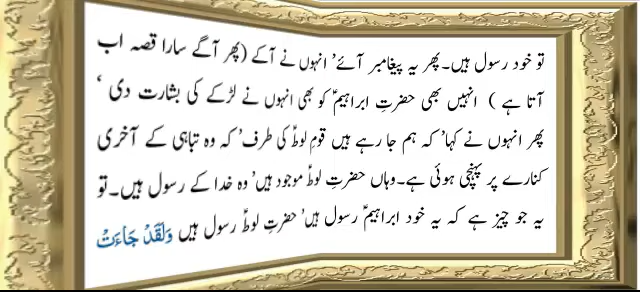 تو خود رسول ہیں۔ پھر یہ پیغامبر آئے’ انہوں نے آکے (پھر آگے سارا قصہ اب
آتا ہے ) انہیں بھی حضرتِ ابراہیمؑ کو بھی انہوں نے لڑکے کی بشارت دی ‘
پھر انہوں نے کہا’ کہ ہم جا رہے ہیں قومِ لوطؑ کی طرف’ کہ وہ تباہی کے آخری
کنارے پر پہنچی ہوئی ہے۔ وہاں حضرتِ لوطؑ موجود ہیں’ وہ خدا کے رسول ہیں۔ تو
یہ جو چیز ہے کہ یہ خود ابراہیمؑ رسول ہیں’ حضرتِ لوطؑ رسول ہیں وَلَقَدْ جَاءَتْ